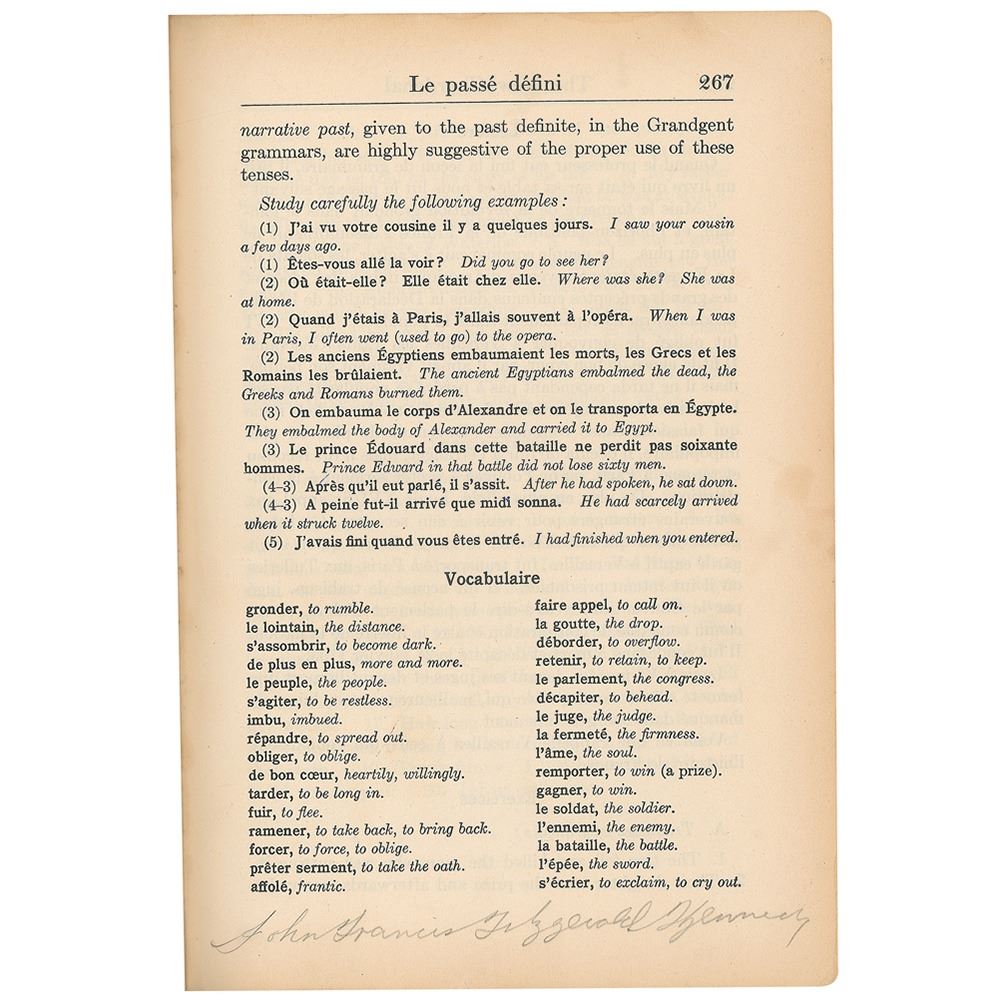 Le passé défini 267
narrative past, given to the past definite, in the Grandgent
grammars, are highly suggestive of the proper use of these
tenses.
Study carefully the following examples :
(1) J'ai vu votre cousine il y a quelques jours. I saw your cousin
a few days ago.
(1) Êtes-vous allé la voir? Did you go to see her?
(2) Où était-elle? Elle était chez elle. Where was she? She was
at home.
(2) Quand j'étais à Paris, j'allais souvent à l'opéra. When I was
in Paris, I often went (used to go) to the opera.
(2) Les anciens Égyptiens embaumaient les morts, les Grecs et les
Romains les brûlaient. The ancient Egyptians embalmed the dead, the
Greeks and Romans burned them.
(3) On embauma le corps d'Alexandre et on le transporta en Égypte.
They embalmed the body of Alexander and carried it to Egypt.
(3) Le prince Édouard dans cette bataille ne perdit pas soixante
hommes. Prince Edward in that battle did not lose sixty men.
(4–3) Après qu'il eut parlé, il s'assit. After he had spoken, he sat down.
(4–3) A peine fut-il arrivé que midi sonna. He had scarcely arrived
when it struck twelve.
(5) J'avais fini quand vous êtes entré. I had finished when you entered.
Vocabulaire
gronder, to rumble.
le lointain, the distance.
s'assombrir, to become dark.
de plus en plus, more and more.
le peuple, the people.
s'agiter, to be restless.
imbu, imbued.
répandre, to spread out.
obliger, to oblige.
de bon cœur, heartily, willingly.
tarder, to be long in.
fuir, to flee.
ramener, to take back, to bring back.
forcer, to force, to oblige.
prêter serment, to take the oath.
affolé, frantic.
faire appel, to call on.
la goutte, the drop.
déborder, to overflow.
retenir, to retain, to keep.
le parlement, the congress.
décapiter, to behead.
le juge, the judge.
la fermeté, the firmness.
l'âme, the soul.
remporter, to win (a prize).
gagner, to win.
le soldat, the soldier.
l'ennemi, the enemy.
la bataille, the battle.
l'épée, the sword.
s'écrier, to exclaim, to cry out.
John Francis Fitzgerald Kennedy